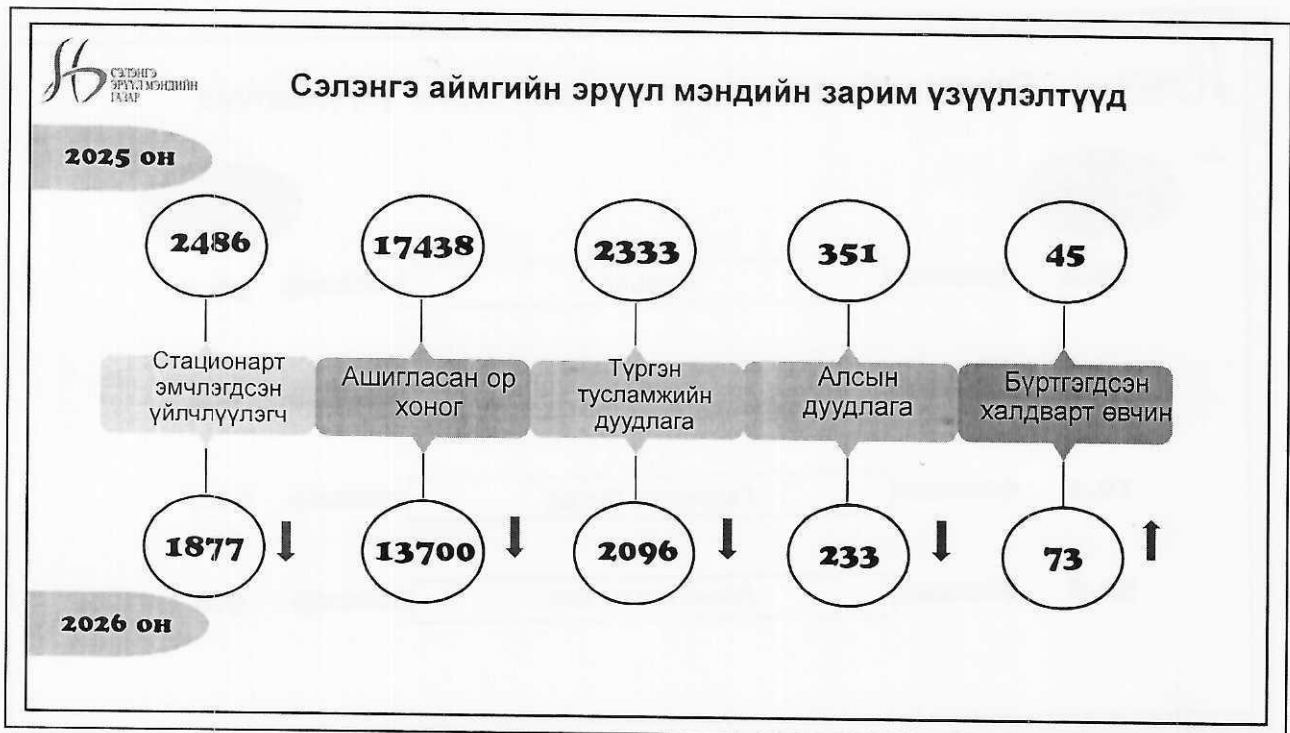 СЭЛЭНГЭ
ЭРҮҮЛ МЭНДИЙН
ГАЗАР
Сэлэнгэ аймгийн эрүүл мэндийн зарим үзүүлэлтүүд
2025 он
2486
17438
2333
351
45
Стационарт
эмчлэгдсэн
үйлчлүүлэгч
Ашигласан ор
хоног
Түргэн
тусламжийн
дуудлага
Алсын
дуудлага
Бүртгэгдсэн
халдварт өвчин
1877
13700
2096
233
73
2026 он